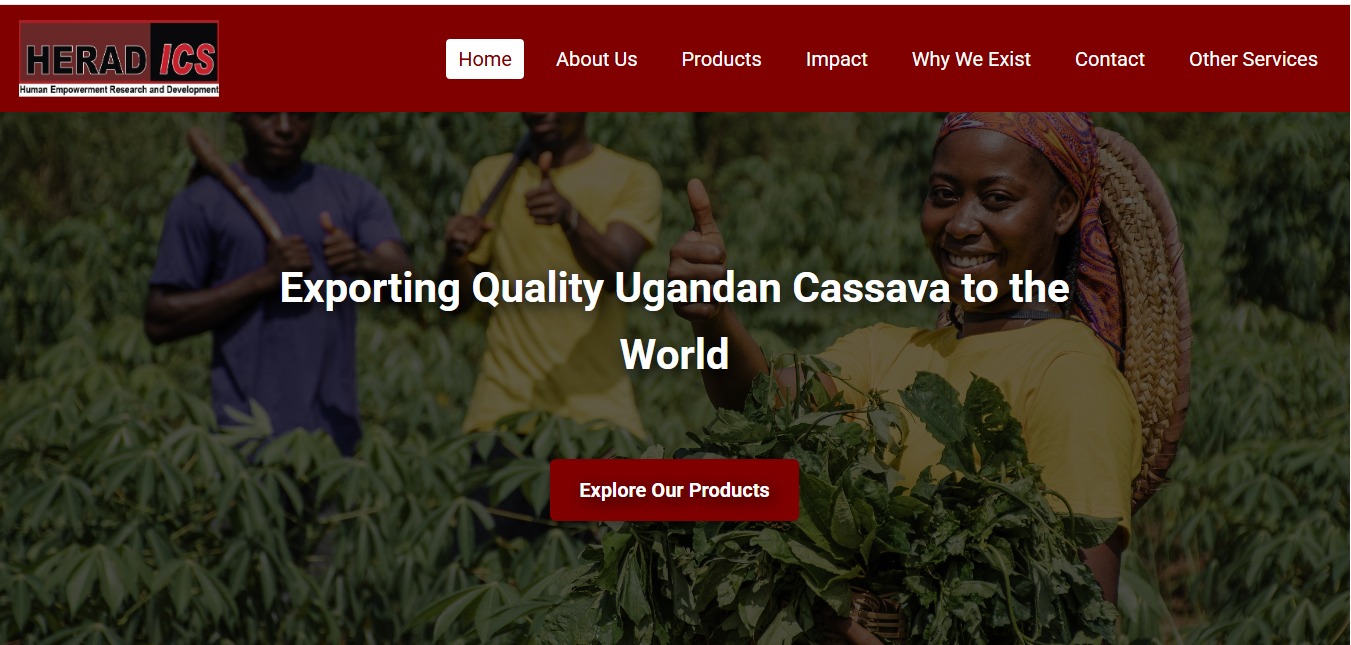 HERAD ICS
Human Empowerment Research and Development
Home About Us Products Impact Why We Exist Contact Other Services
Exporting Quality Ugandan Cassava to the
World
Explore Our Products